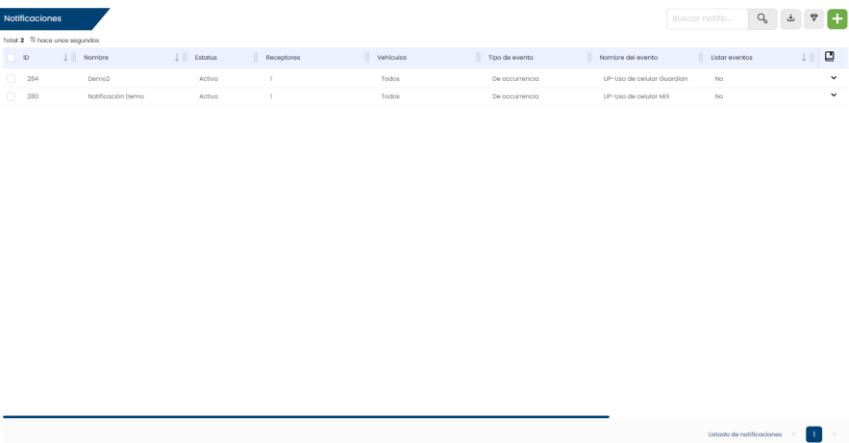 Notificaciones
Buscar notific...
Total: 2 hace unos segundos
ID Nombre Estatus Receptores Vehículos Tipo de evento Nombre del evento Listar eventos
284 Demo2 Activo 1 Todos De occurrencia UP-Uso de celular Guardian No
280 Notificación Demo Activo 1 Todos De occurrencia UP-Uso de celular MiX No
Listado de notificaciones < 1 >